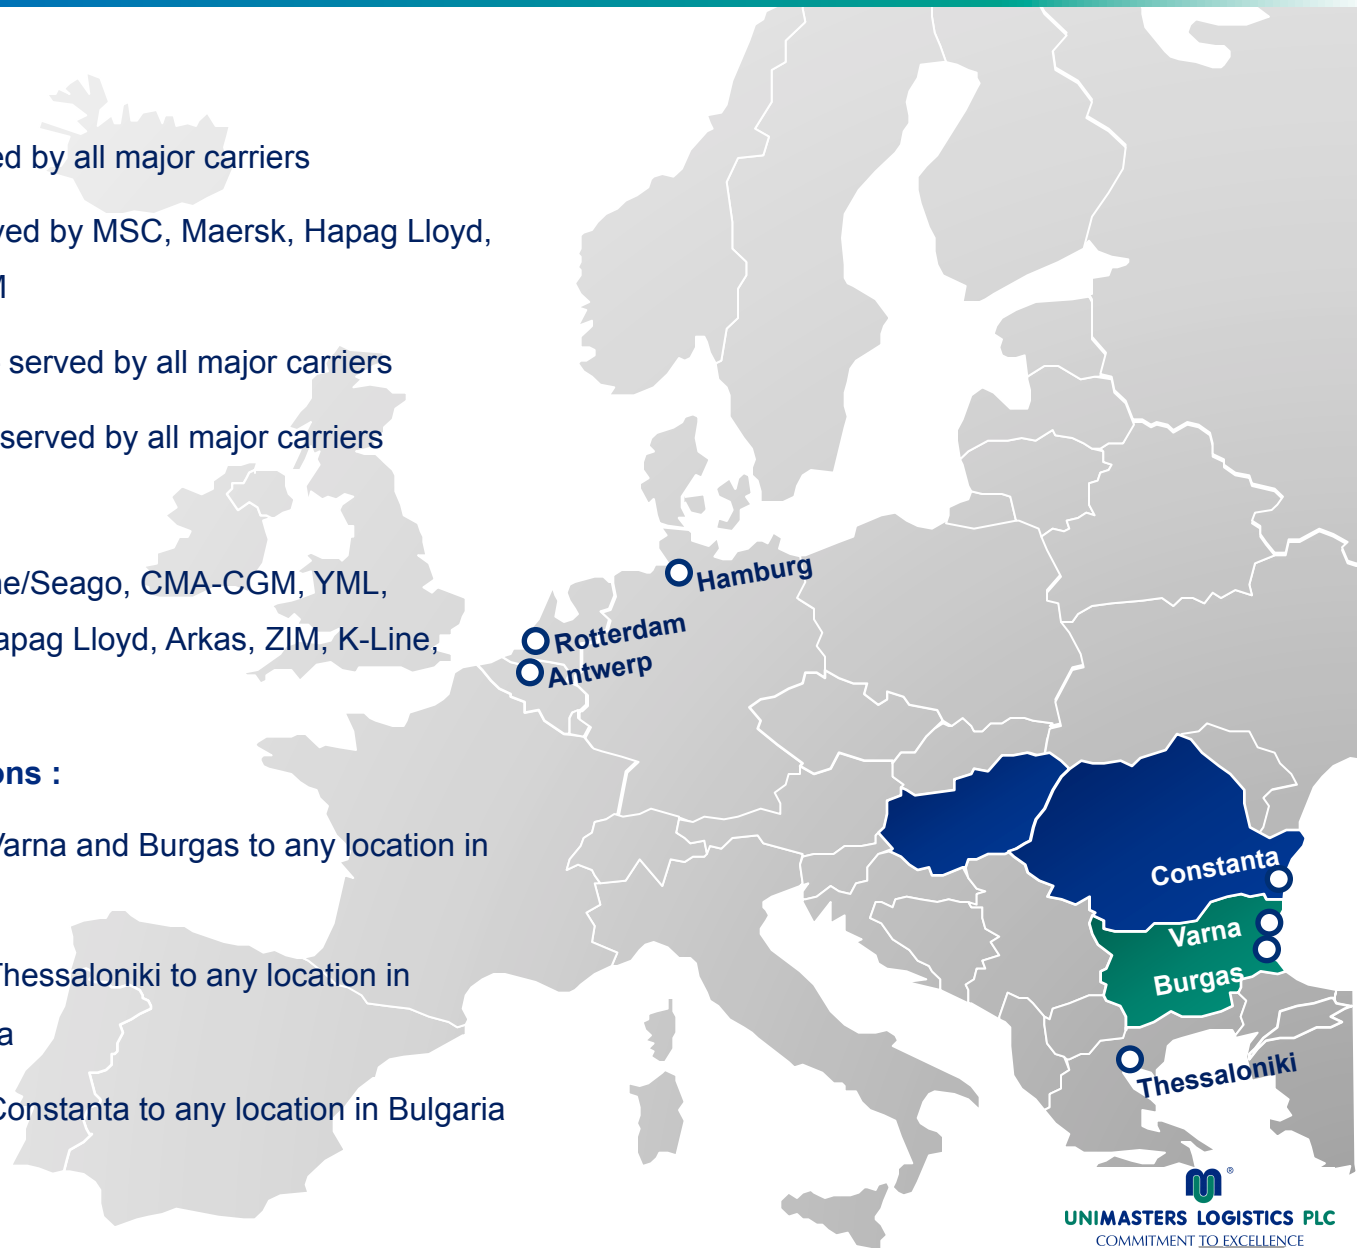 ed by all major carriers
ved by MSC, Maersk, Hapag Lloyd,
M
served by all major carriers
served by all major carriers
ne/Seago, CMA-CGM, YML,
apag Lloyd, Arkas, ZIM, K-Line,
ons :
Varna and Burgas to any location in
Thessaloniki to any location in
a
Constanta to any location in Bulgaria
Hamburg
Rotterdam
Antwerp
Constanta
Varna
Burgas
Thessaloniki
®
UNIMASTERS LOGISTICS PLC
COMMITMENT TO EXCELLENCE